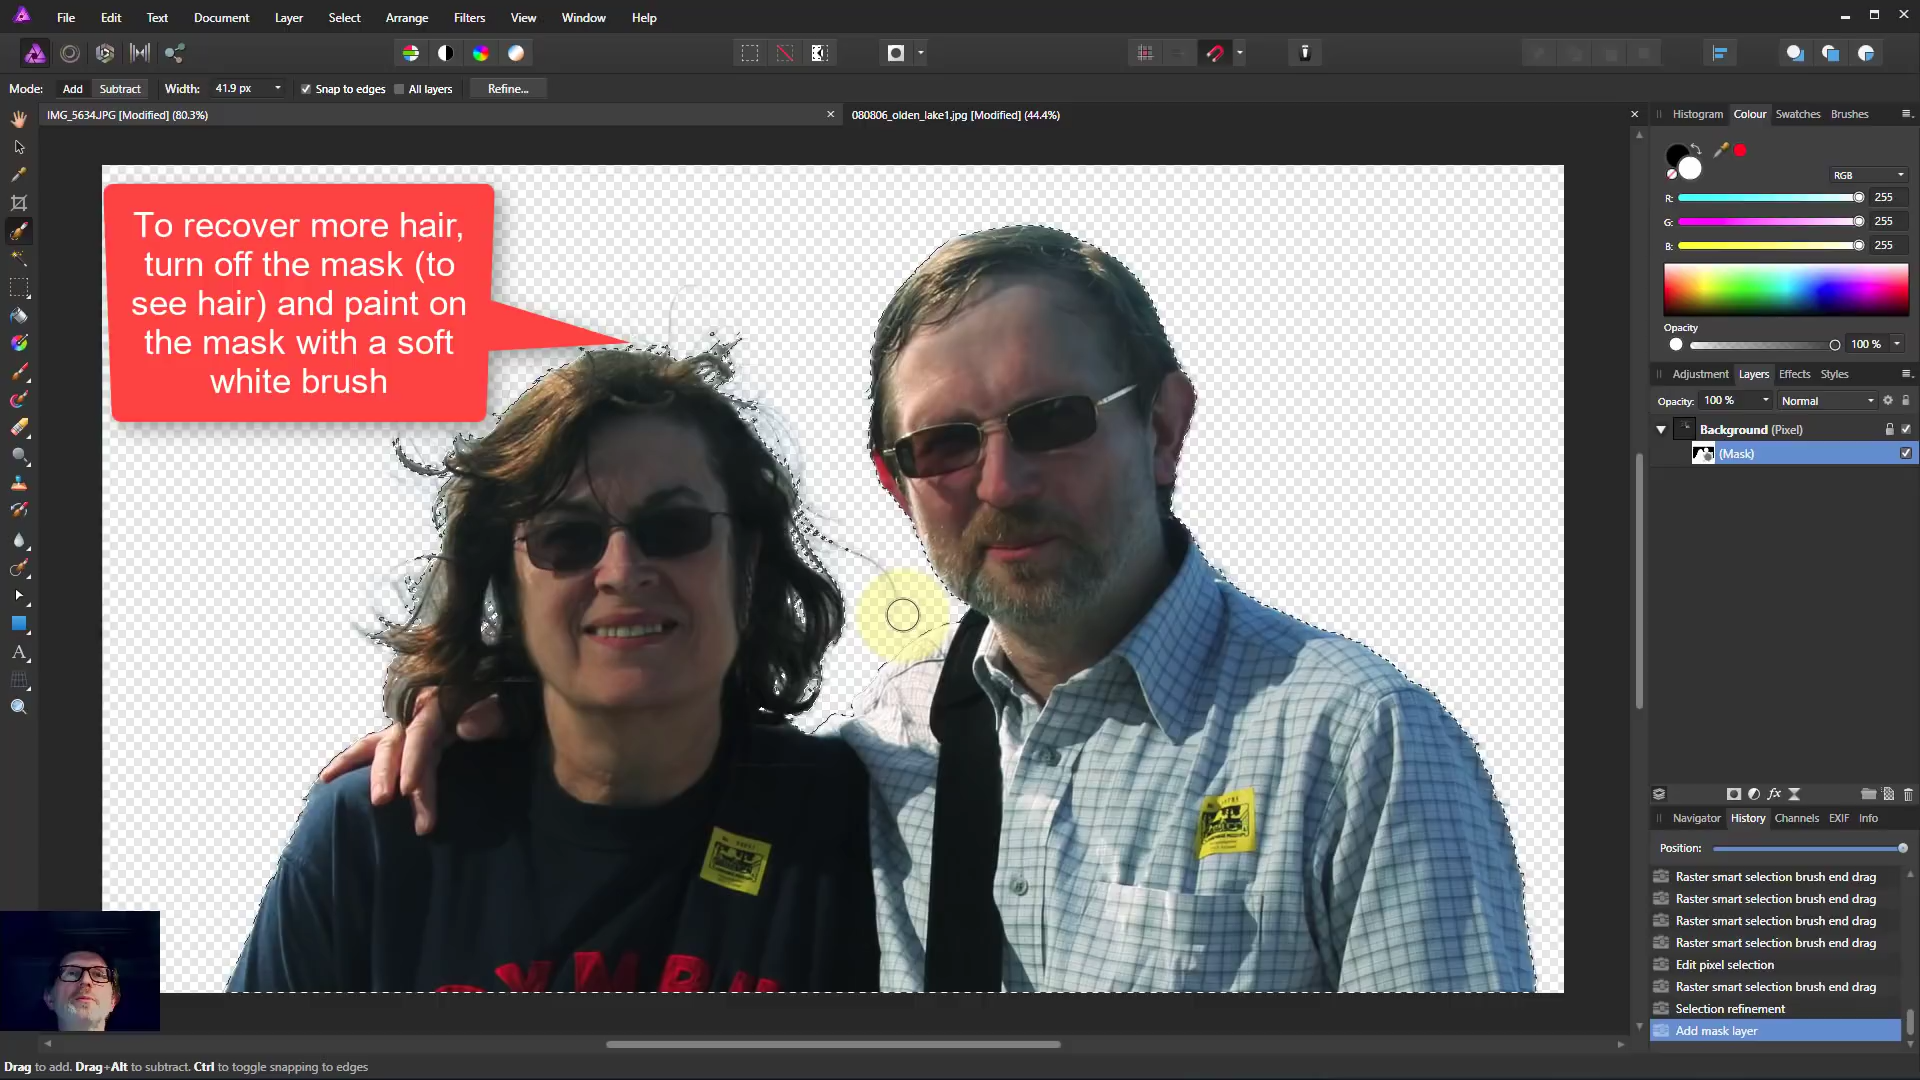 File Edit Text Document Layer Select Arrange Filters View Window Help
Mode: Add Subtract Width: 41.9 px Snap to edges All layers Refine...
IMG_5634.JPG [Modified] (80.3%)
080806_olden_lake1.jpg [Modified] (44.4%)
Histogram Colour Swatches Brushes
RGB
R: 255
G: 255
B: 255
Opacity
100 %
Adjustment Layers Effects Styles
Opacity: 100 % Normal
Background (Pixel)
(Mask)
To recover more hair,
turn off the mask (to
see hair) and paint on
the mask with a soft
white brush
fx
Navigator History Channels EXIF Info
Position:
Raster smart selection brush end drag
Raster smart selection brush end drag
Raster smart selection brush end drag
Raster smart selection brush end drag
Edit pixel selection
Raster smart selection brush end drag
Selection refinement
Add mask layer
Drag to add. Drag+Alt to subtract. Ctrl to toggle snapping to edges